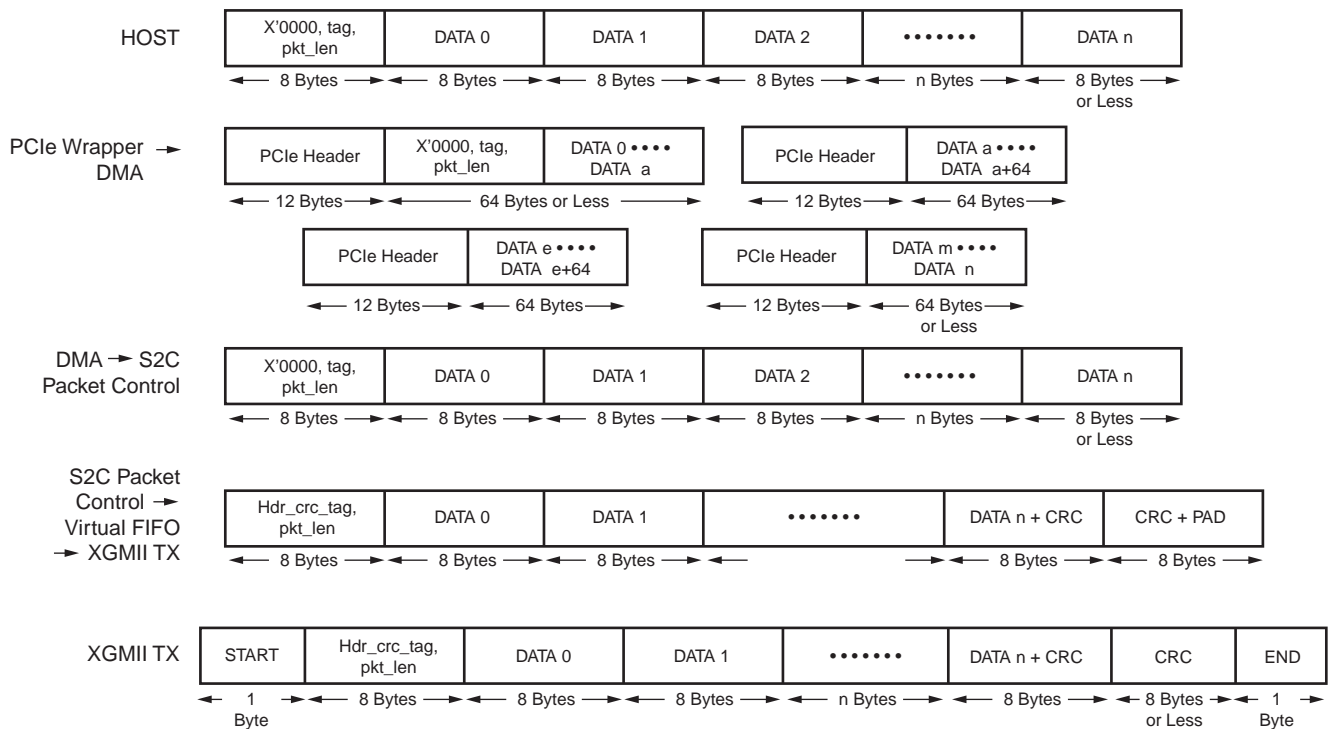 HOST
X'0000, tag,
pkt_len
DATA 0
DATA 1
DATA 2
•••••••
DATA n
8 Bytes
8 Bytes
8 Bytes
8 Bytes
n Bytes
8 Bytes
or Less
PCIe Wrapper →
DMA
PCIe Header
X'0000, tag,
pkt_len
DATA 0 ••••
DATA a
PCIe Header
DATA a ••••
DATA a+64
12 Bytes
64 Bytes or Less
12 Bytes
64 Bytes
PCIe Header
DATA e ••••
DATA e+64
PCIe Header
DATA m ••••
DATA n
12 Bytes
64 Bytes
12 Bytes
64 Bytes
or Less
DMA → S2C
Packet Control
X'0000, tag,
pkt_len
DATA 0
DATA 1
DATA 2
•••••••
DATA n
8 Bytes
8 Bytes
8 Bytes
8 Bytes
n Bytes
8 Bytes
or Less
S2C Packet
Control →
Virtual FIFO
→ XGMII TX
Hdr_crc_tag,
pkt_len
DATA 0
DATA 1
•••••••
DATA n + CRC
CRC + PAD
8 Bytes
8 Bytes
8 Bytes
8 Bytes
8 Bytes
XGMII TX
START
Hdr_crc_tag,
pkt_len
DATA 0
DATA 1
•••••••
DATA n + CRC
CRC
END
1
Byte
8 Bytes
8 Bytes
8 Bytes
n Bytes
8 Bytes
8 Bytes
or Less
1
Byte